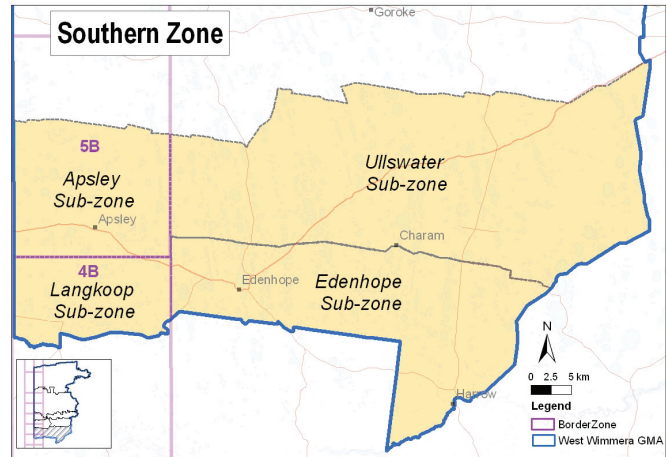 Southern Zone
Goroke
5B
Apsley
Sub-zone
Apsley
Ullswater
Sub-zone
Charam
4B
Langkoop
Sub-zone
Edenhope
Edenhope
Sub-zone
N
0 2.5 5 km
Harrow
Legend
BorderZone
West Wimmera GMA